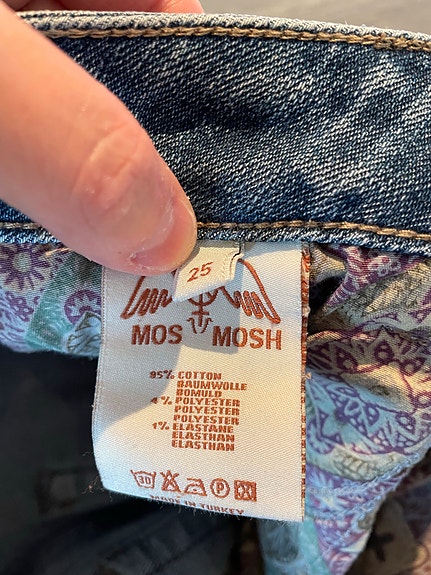 25
MOS MOSH
95% COTTON
BAUMWOLLE
BOMULD
4% POLYESTER
POLYESTER
POLYESTER
1% ELASTANE
ELASTHAN
ELASTHAN
30 P
MADE IN TURKEY